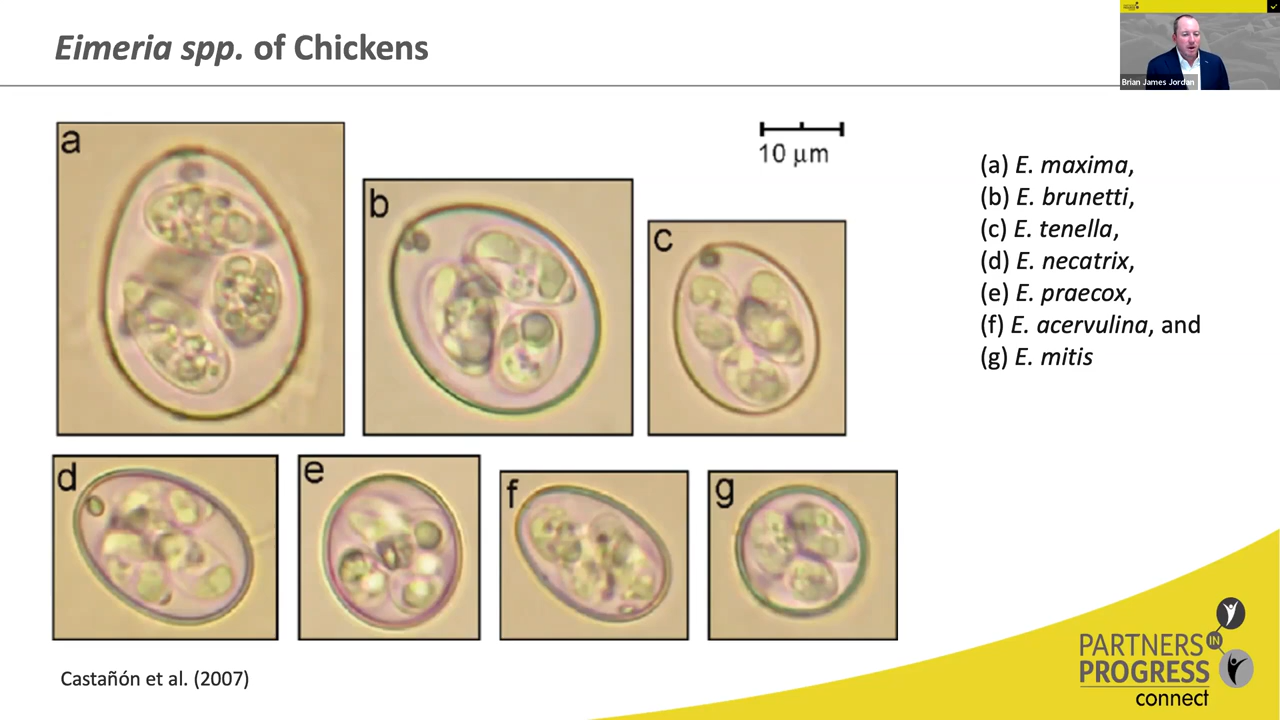 Eimeria spp. of Chickens
Brian James Jordan
a
b
c
10 µm
(a) E. maxima,
(b) E. brunetti,
(c) E. tenella,
(d) E. necatrix,
(e) E. praecox,
(f) E. acervulina, and
(g) E. mitis
d
e
f
g
Castañón et al. (2007)
PARTNERS IN
PROGRESS
connect